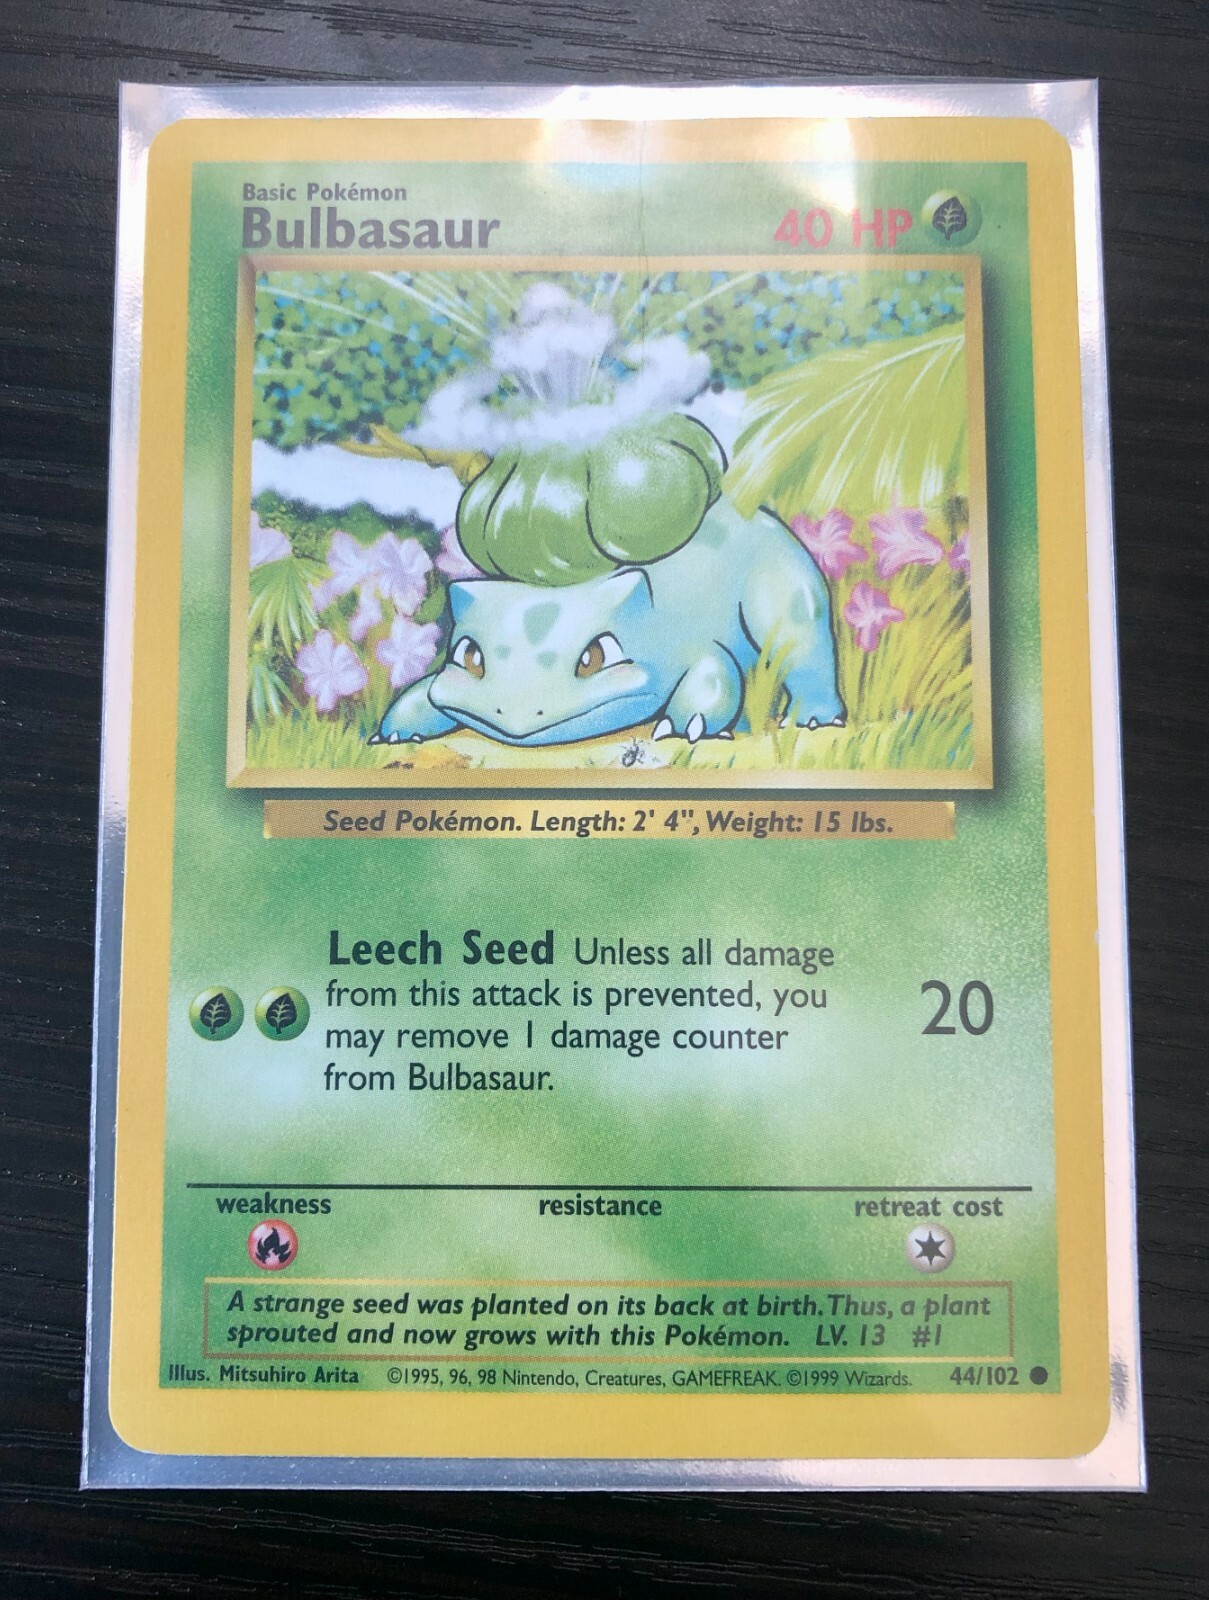 Basic Pokémon
Bulbasaur
40 HP
Seed Pokémon. Length: 2' 4", Weight: 15 lbs.
Leech Seed Unless all damage
from this attack is prevented, you
may remove 1 damage counter
from Bulbasaur.
20
weakness resistance retreat cost
A strange seed was planted on its back at birth. Thus, a plant
sprouted and now grows with this Pokémon. LV. 13 #1
Illus. Mitsuhiro Arita ©1995, 96, 98 Nintendo, Creatures, GAMEFREAK. ©1999 Wizards. 44/102 ●